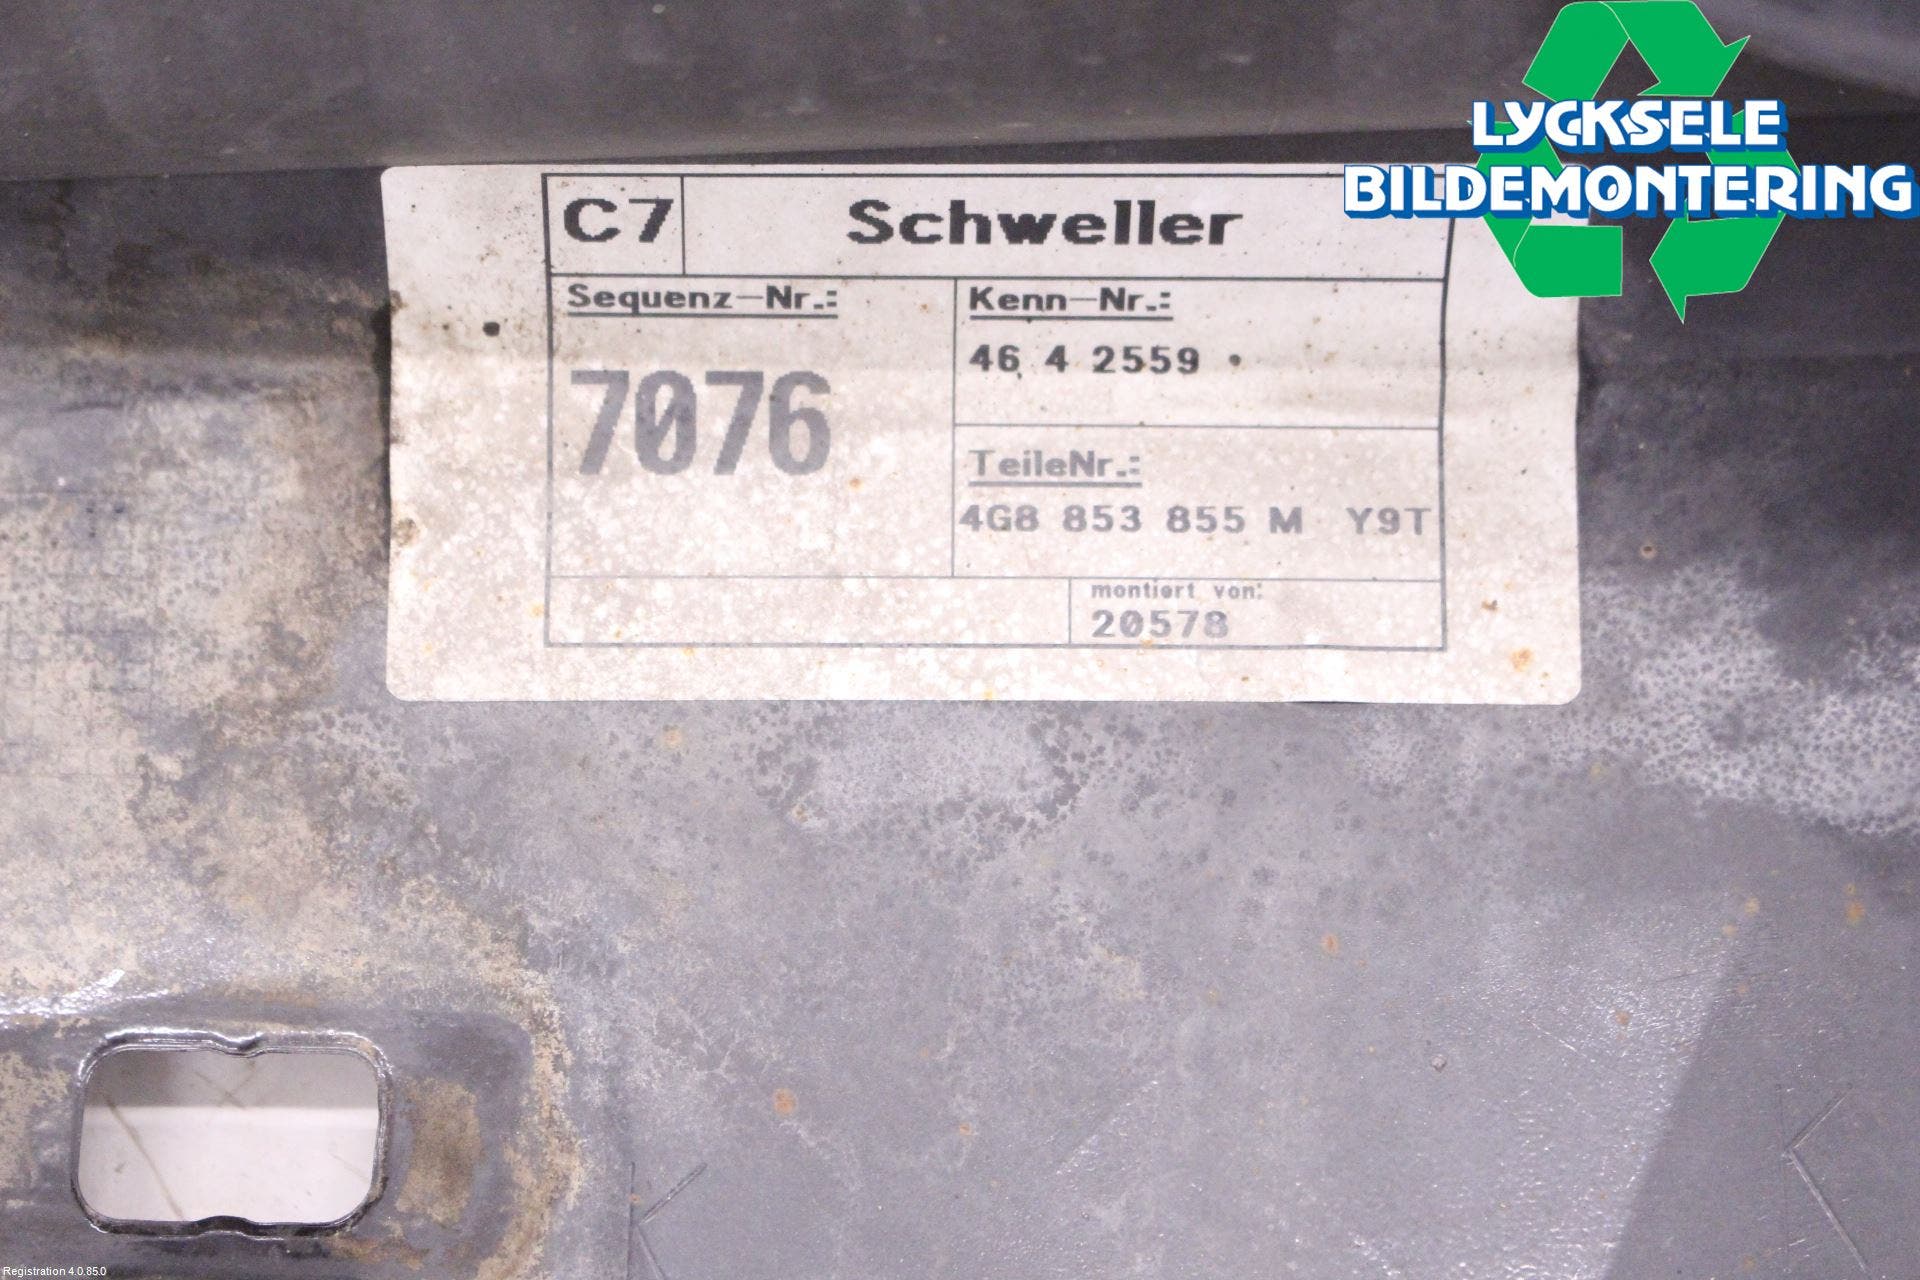 LYCKSELE
BILDEMONTERING
C7 Schweller
Sequenz-Nr.: Kenn-Nr.:
46 4 2559
7076
TeileNr.:
4G8 853 855 M Y9T
montiert von:
20578
Registration 4.0.85.0